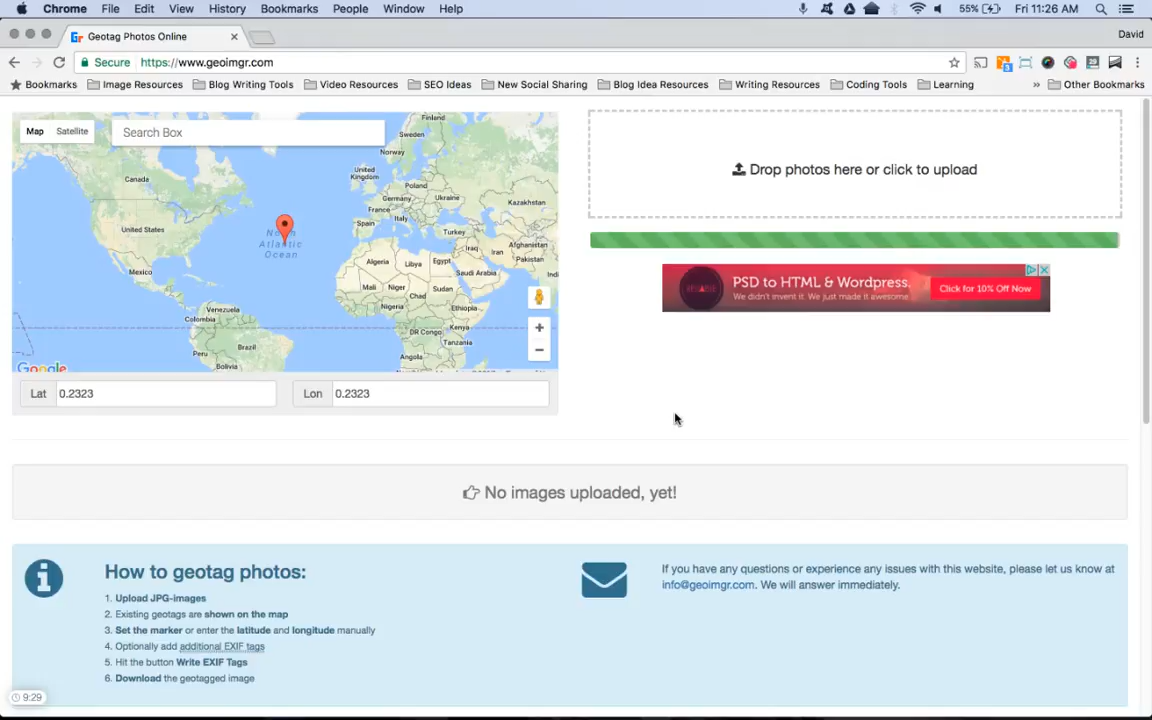 Chrome File Edit View History Bookmarks People Window Help 55% Fri 11:26 AM
Geotag Photos Online David
Secure https://www.geoimgr.com
Bookmarks Image Resources Blog Writing Tools Video Resources SEO Ideas New Social Sharing Blog Idea Resources Writing Resources Coding Tools Learning » Other Bookmarks
Map Satellite Search Box
Finland
Sweden
Norway
Canada
United Kingdom
Poland
Germany Ukraine
Kazakhstan
France
United States
Spain
Turkey
North Atlantic Ocean
Iraq
Afghanistan
Iran
Algeria Libya Egypt
Pakistan
Mexico
Saudi Arabia
Mali Niger
Chad Sudan
Venezuela
Nigeria Ethiopia
Colombia
DR Congo Kenya
Tanzania
Peru Brazil
Angola
Bolivia
Google
Lat 0.2323 Lon 0.2323
Drop photos here or click to upload
PSD to HTML & Wordpress.
We didn't invent it. We just made it awesome.
Click for 10% Off Now
No images uploaded, yet!
How to geotag photos:
1. Upload JPG-images
2. Existing geotags are shown on the map
3. Set the marker or enter the latitude and longitude manually
4. Optionally add additional EXIF tags
5. Hit the button Write EXIF Tags
6. Download the geotagged image
If you have any questions or experience any issues with this website, please let us know at
info@geoimgr.com. We will answer immediately.
9:29